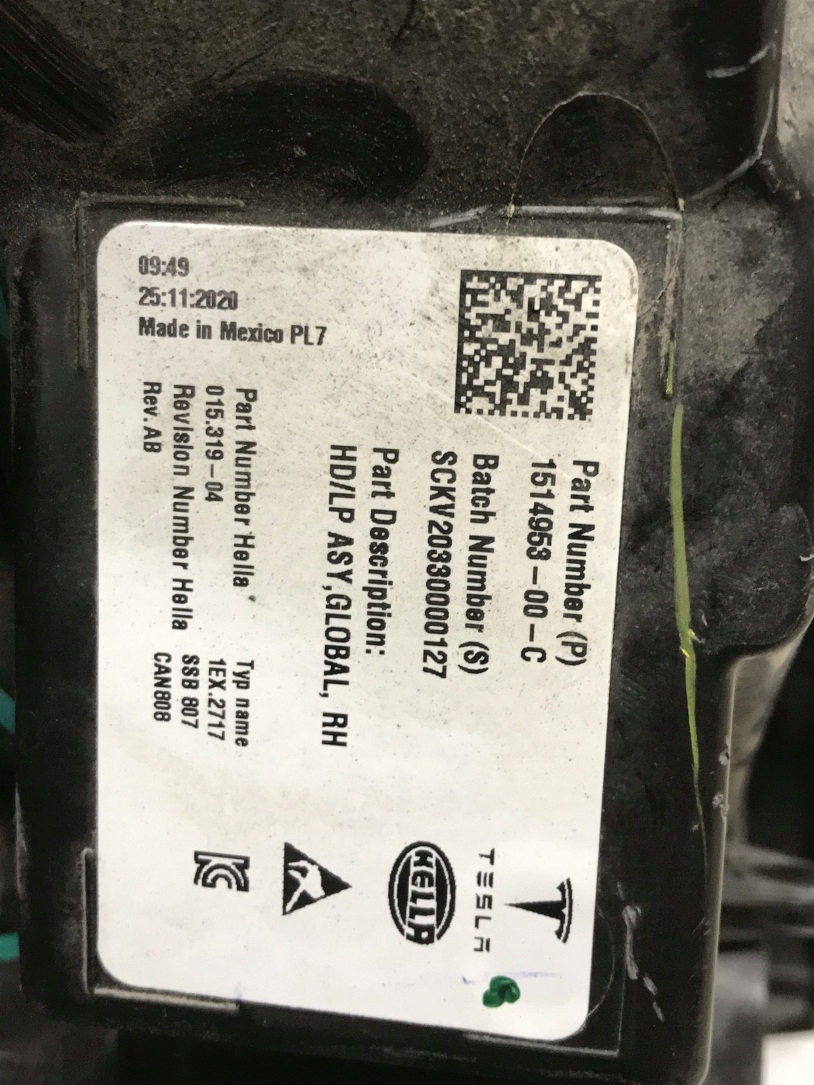 TESLA
Part Number (P)
1514953-00-C
Batch Number (S)
SCKV20330000127
Part Description:
HD/LP ASY,GLOBAL, RH
HELLA
Part Number Hella
015.319-04
Revision Number Hella
Rev. AB
Typ name
1EX.2717
SSB 807
CAN808
09:49
25:11:2020
Made in Mexico PL7